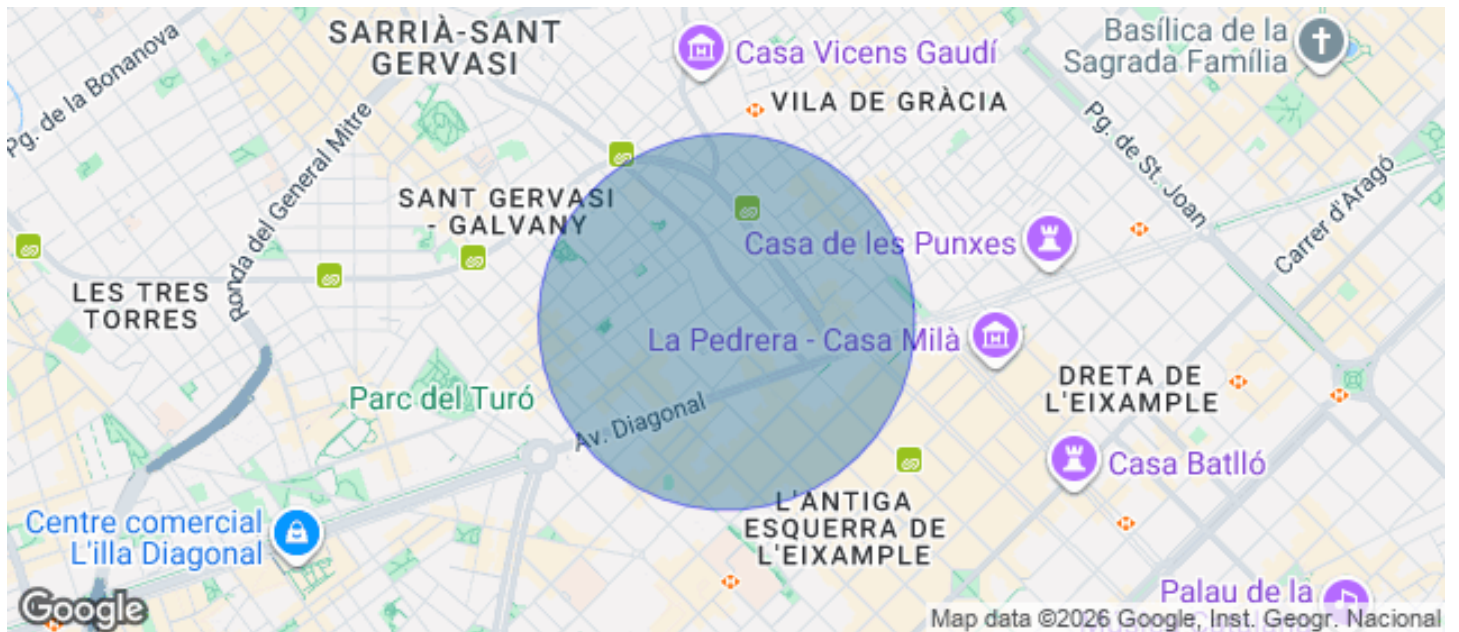 SARRIÀ-SANT
GERVASI
Casa Vicens Gaudí
Basílica de la
Sagrada Família
Pg. de la Bonanova
VILA DE GRÀCIA
Ronda del General Mitre
Pg. de St. Joan
SANT GERVASI
- GALVANY
Carrer d'Aragó
Casa de les Punxes
LES TRES
TORRES
La Pedrera - Casa Milà
Parc del Turó
DRETA DE
L'EIXAMPLE
Av. Diagonal
Casa Batlló
L'ANTIGA
ESQUERRA DE
L'EIXAMPLE
Centre comercial
L'illa Diagonal
Palau de la
Google
Map data ©2026 Google, Inst. Geogr. Nacional